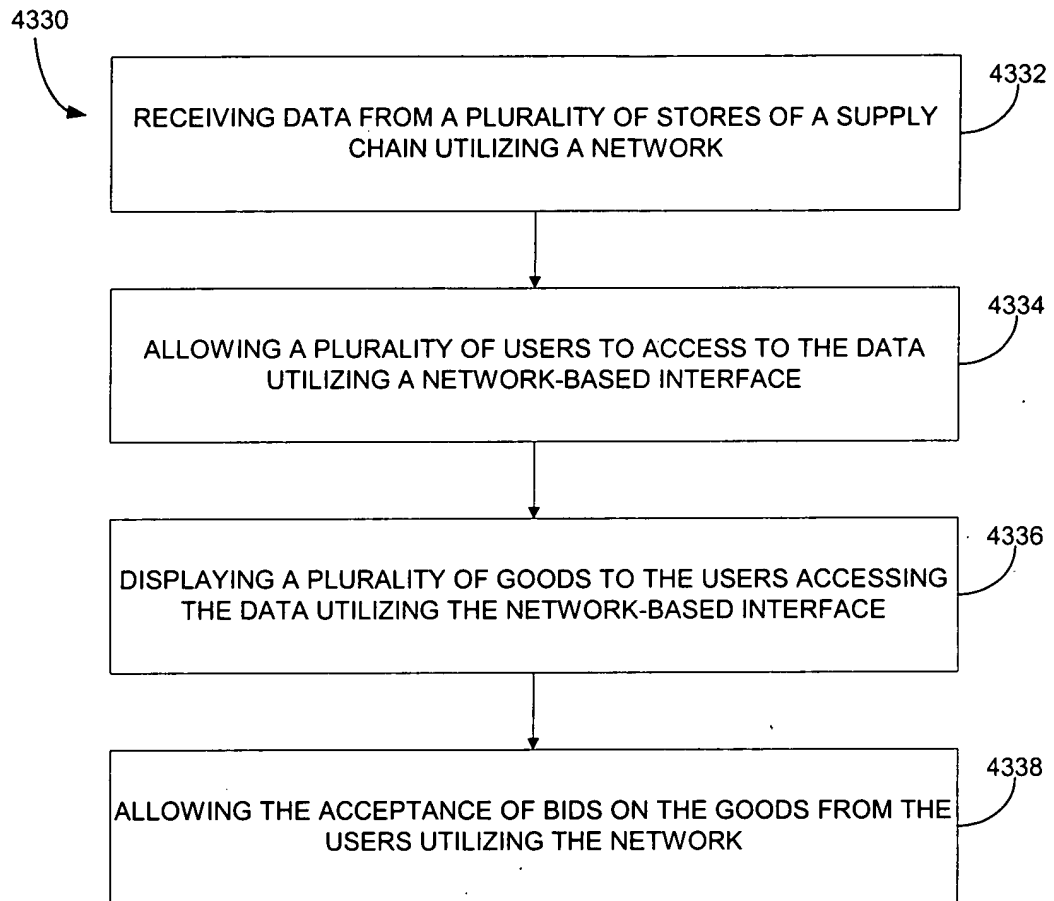 4330
4332
RECEIVING DATA FROM A PLURALITY OF STORES OF A SUPPLY
CHAIN UTILIZING A NETWORK
4334
ALLOWING A PLURALITY OF USERS TO ACCESS TO THE DATA
UTILIZING A NETWORK-BASED INTERFACE
4336
DISPLAYING A PLURALITY OF GOODS TO THE USERS ACCESSING
THE DATA UTILIZING THE NETWORK-BASED INTERFACE
4338
ALLOWING THE ACCEPTANCE OF BIDS ON THE GOODS FROM THE
USERS UTILIZING THE NETWORK